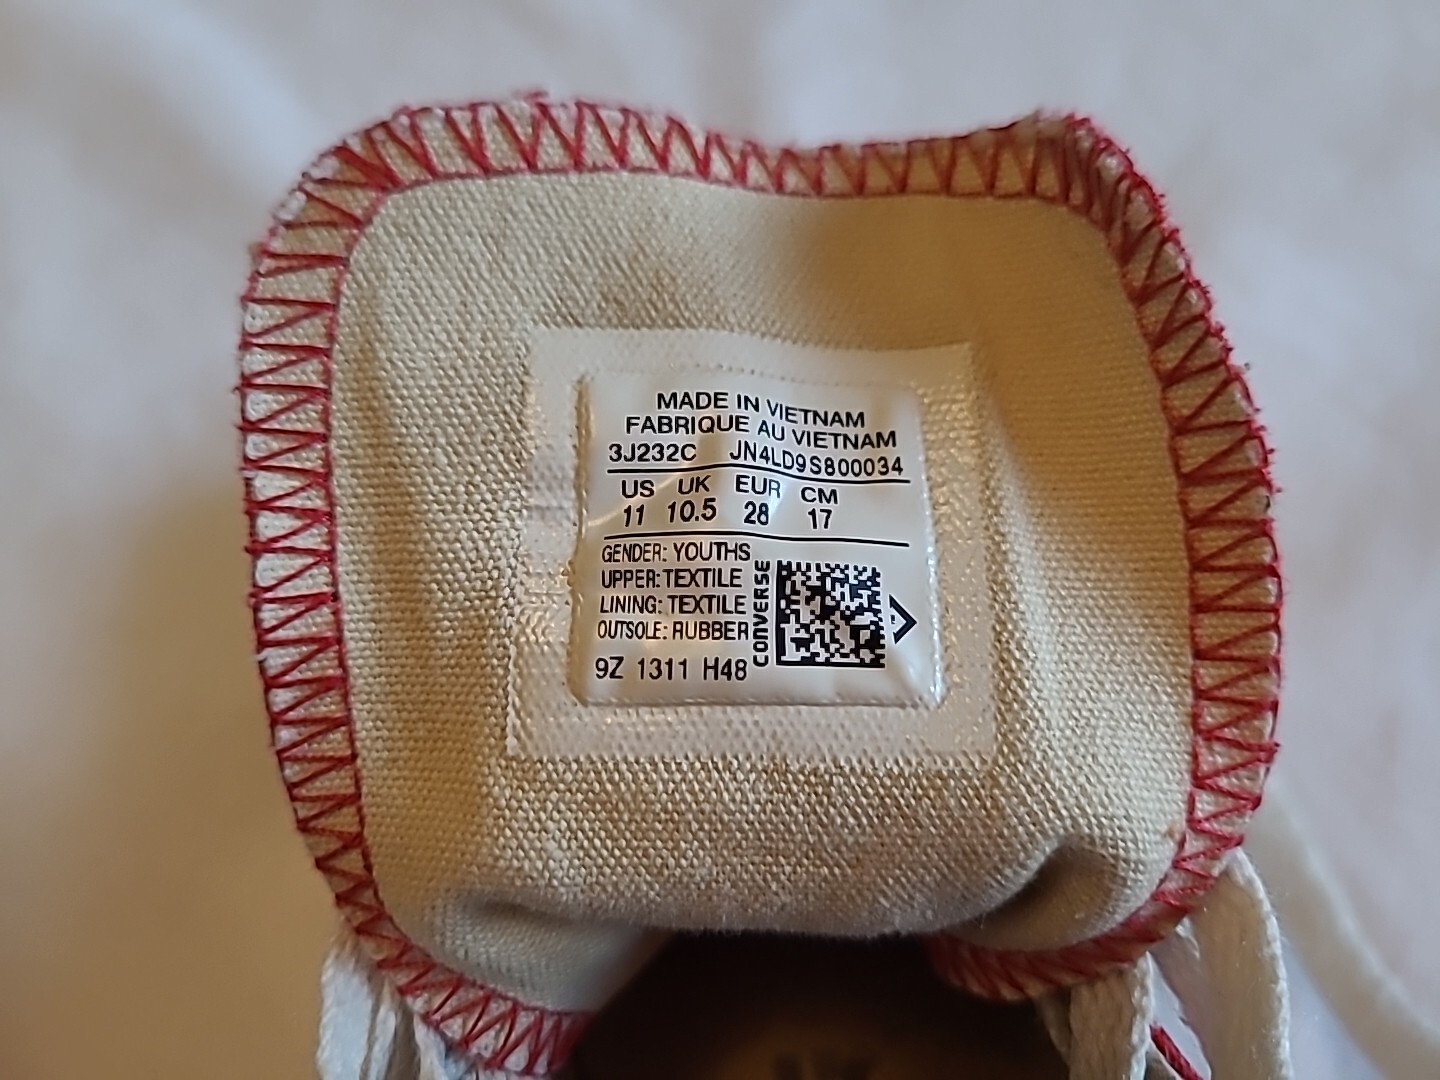 MADE IN VIETNAM
FABRIQUE AU VIETNAM
3J232C JN4LD9S800034
US UK EUR CM
11 10.5 28 17
GENDER: YOUTHS
UPPER: TEXTILE
LINING: TEXTILE
OUTSOLE: RUBBER
CONVERSE
9Z 1311 H48